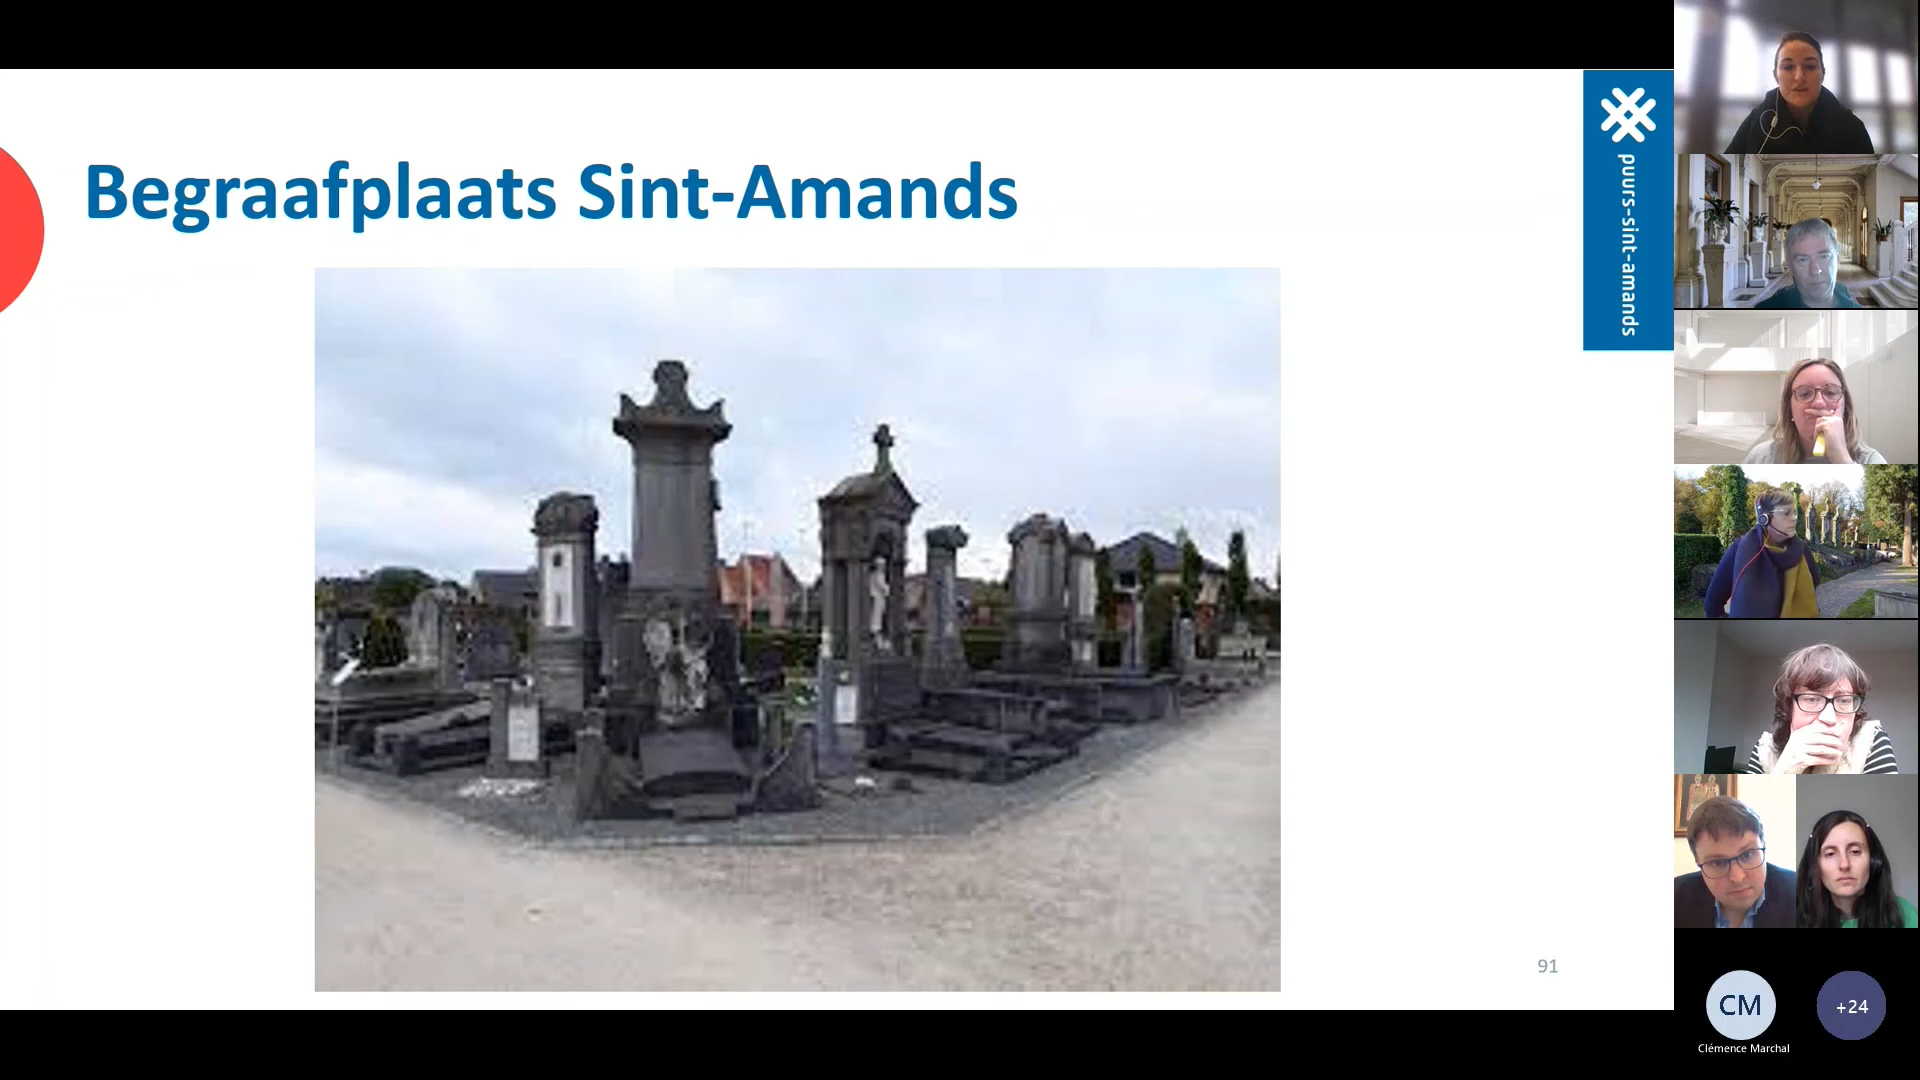 Begraafplaats Sint-Amands
puurs-sint-amands
91
CM
+24
Clémence Marchal